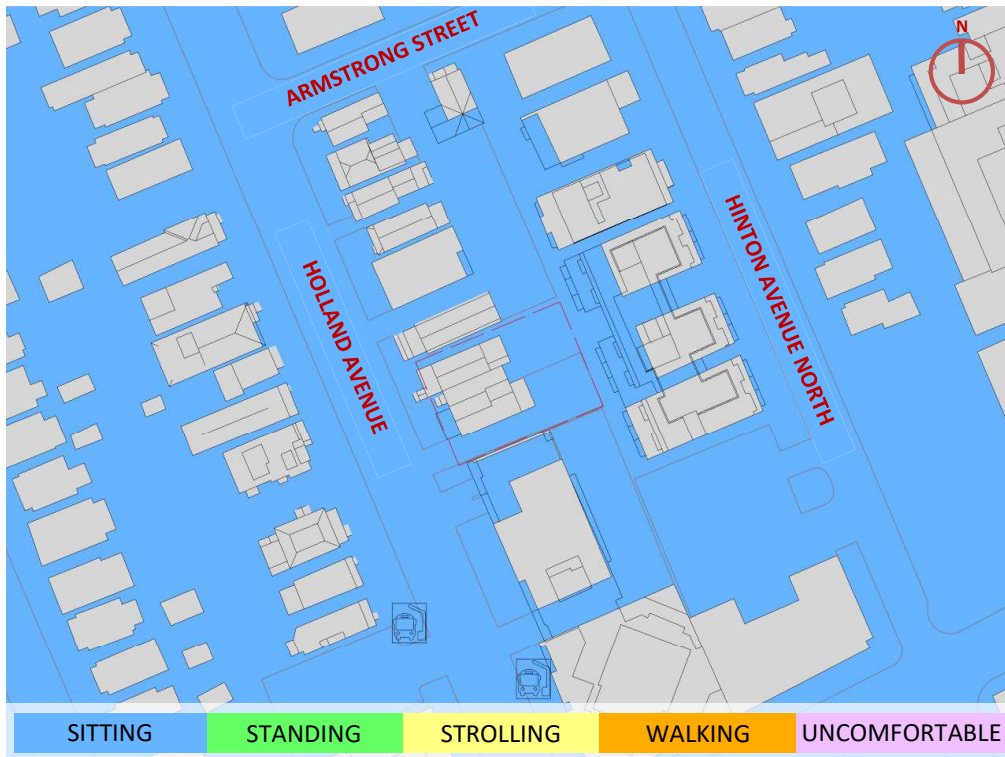 N
ARMSTRONG STREET
HOLLAND AVENUE
HINTON AVENUE NORTH
SITTING
STANDING
STROLLING
WALKING
UNCOMFORTABLE